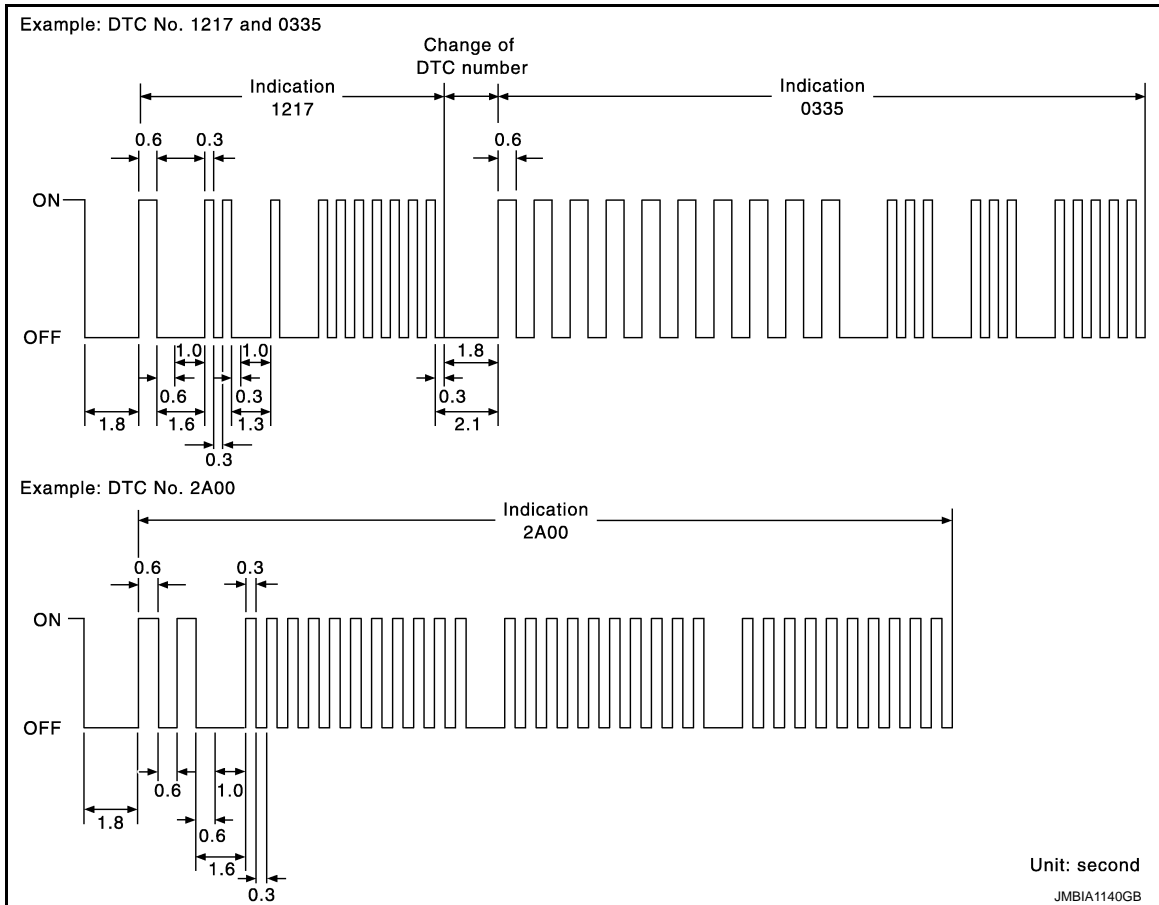 Example: DTC No. 1217 and 0335
Change of
DTC number
Indication
1217
Indication
0335
0.6
0.3
0.6
ON
OFF
1.0
1.0
1.8
0.6
0.3
0.3
1.8
1.6
1.3
2.1
0.3
Example: DTC No. 2A00
Indication
2A00
0.6
0.3
ON
OFF
0.6
1.0
1.8
0.6
1.6
0.3
Unit: second
JMBIA1140GB